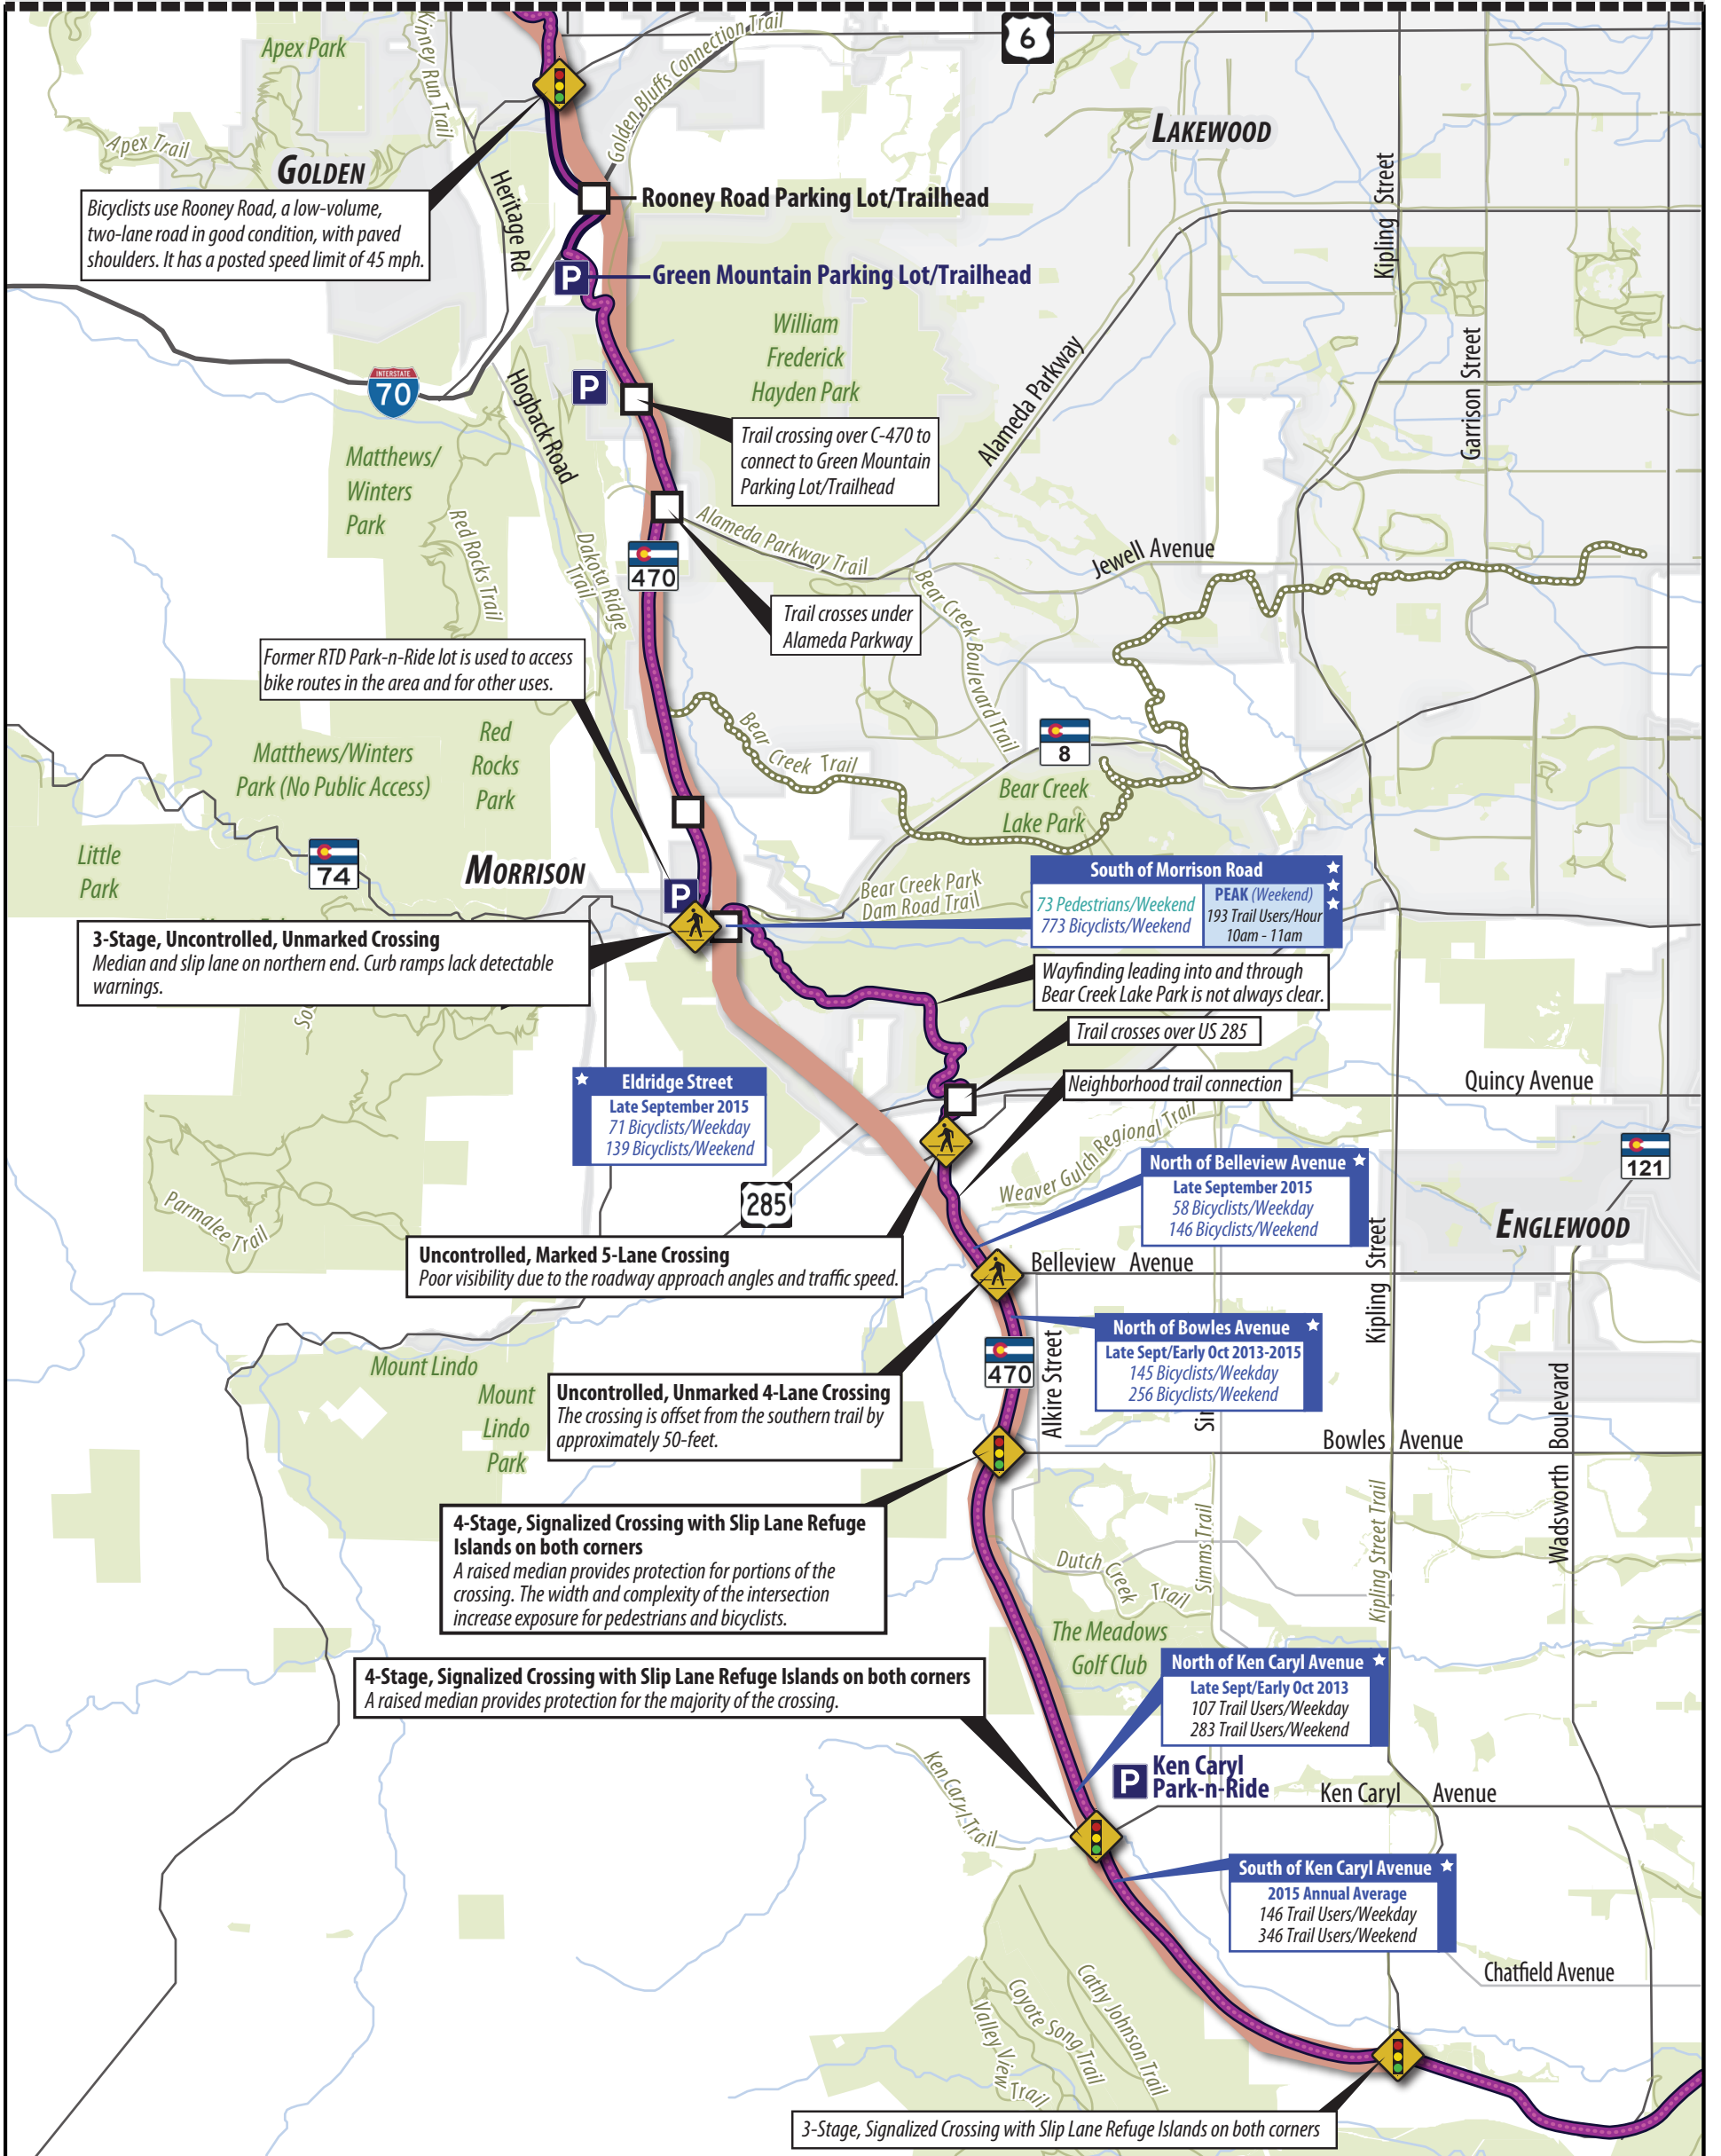 6
Apex Park
Kinney Run Trail
Golden Bluffs Connection Trail
LAKEWOOD
Apex Trail
GOLDEN
Heritage Rd
Kipling Street
Bicyclists use Rooney Road, a low-volume,
two-lane road in good condition, with paved
shoulders. It has a posted speed limit of 45 mph.
Rooney Road Parking Lot/Trailhead
P
Green Mountain Parking Lot/Trailhead
William
Frederick
Hayden Park
INTERSTATE
70
P
Hogback Road
Alameda Parkway
Garrison Street
Trail crossing over C-470 to
connect to Green Mountain
Parking Lot/Trailhead
Matthews/
Winters
Park
Red Rocks Trail
Dakota Ridge
Trail
470
Alameda Parkway Trail
Jewell Avenue
Bear Creek Boulevard Trail
Trail crosses under
Alameda Parkway
Former RTD Park-n-Ride lot is used to access
bike routes in the area and for other uses.
Red
Rocks
Park
Matthews/Winters
Park (No Public Access)
Bear Creek Trail
8
Bear Creek
Lake Park
Little
Park
74
MORRISON
P
Bear Creek Park
Dam Road Trail
South of Morrison Road
73 Pedestrians/Weekend
773 Bicyclists/Weekend
PEAK (Weekend)
193 Trail Users/Hour
10am - 11am
3-Stage, Uncontrolled, Unmarked Crossing
Median and slip lane on northern end. Curb ramps lack detectable
warnings.
Wayfinding leading into and through
Bear Creek Lake Park is not always clear.
Trail crosses over US 285
Neighborhood trail connection
Quincy Avenue
Eldridge Street
Late September 2015
71 Bicyclists/Weekday
139 Bicyclists/Weekend
Weaver Gulch Regional Trail
121
North of Belleview Avenue
Late September 2015
58 Bicyclists/Weekday
146 Bicyclists/Weekend
285
Parmalee Trail
ENGLEWOOD
Kipling Street
Uncontrolled, Marked 5-Lane Crossing
Poor visibility due to the roadway approach angles and traffic speed.
Belleview Avenue
North of Bowles Avenue
Late Sept/Early Oct 2013-2015
145 Bicyclists/Weekday
256 Bicyclists/Weekend
470
Alkire Street
Mount Lindo
Mount
Lindo
Park
Uncontrolled, Unmarked 4-Lane Crossing
The crossing is offset from the southern trail by
approximately 50-feet.
Wadsworth Boulevard
Bowles Avenue
4-Stage, Signalized Crossing with Slip Lane Refuge
Islands on both corners
A raised median provides protection for portions of the
crossing. The width and complexity of the intersection
increase exposure for pedestrians and bicyclists.
Dutch Creek Trail
Simms Trail
Kipling Street Trail
The Meadows
Golf Club
4-Stage, Signalized Crossing with Slip Lane Refuge Islands on both corners
A raised median provides protection for the majority of the crossing.
North of Ken Caryl Avenue
Late Sept/Early Oct 2013
107 Trail Users/Weekday
283 Trail Users/Weekend
Ken Caryl Trail
P
Ken Caryl
Park-n-Ride
Ken Caryl Avenue
South of Ken Caryl Avenue
2015 Annual Average
146 Trail Users/Weekday
346 Trail Users/Weekend
Chatfield Avenue
Valley View Trail
Coyote Song Trail
Cathy Johnson Trail
3-Stage, Signalized Crossing with Slip Lane Refuge Islands on both corners